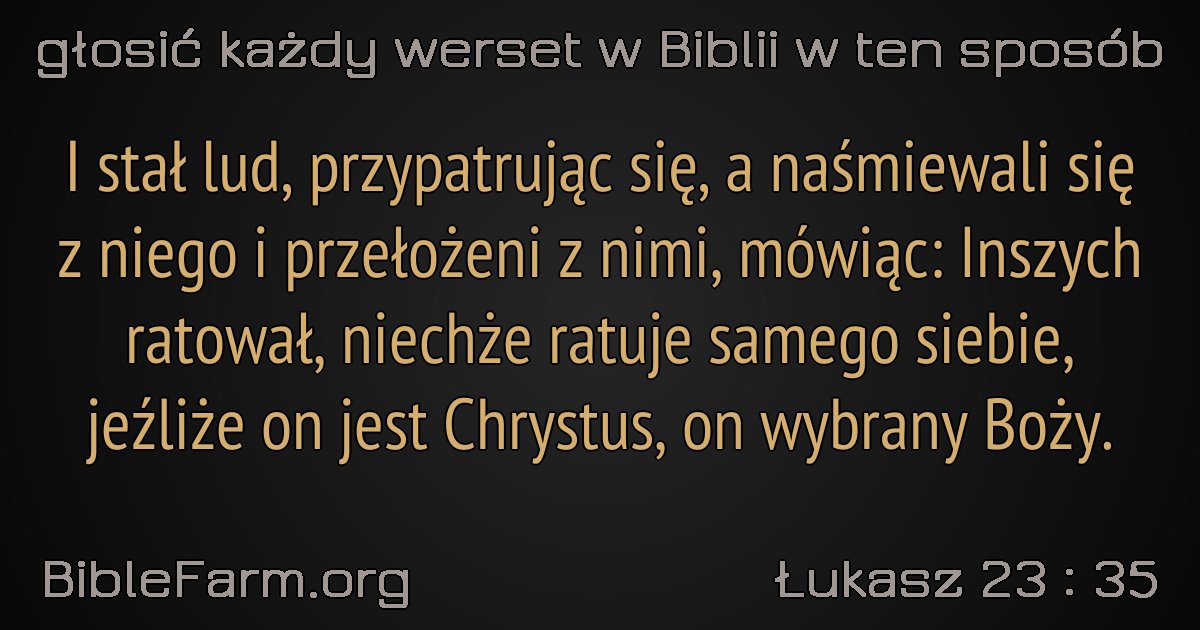 głosić każdy werset w Biblii w ten sposób
I stał lud, przypatrując się, a naśmiewali się
z niego i przełożeni z nimi, mówiąc: Inszych
ratował, niechże ratuje samego siebie,
jeźliże on jest Chrystus, on wybrany Boży.
BibleFarm.org
Łukasz 23 : 35